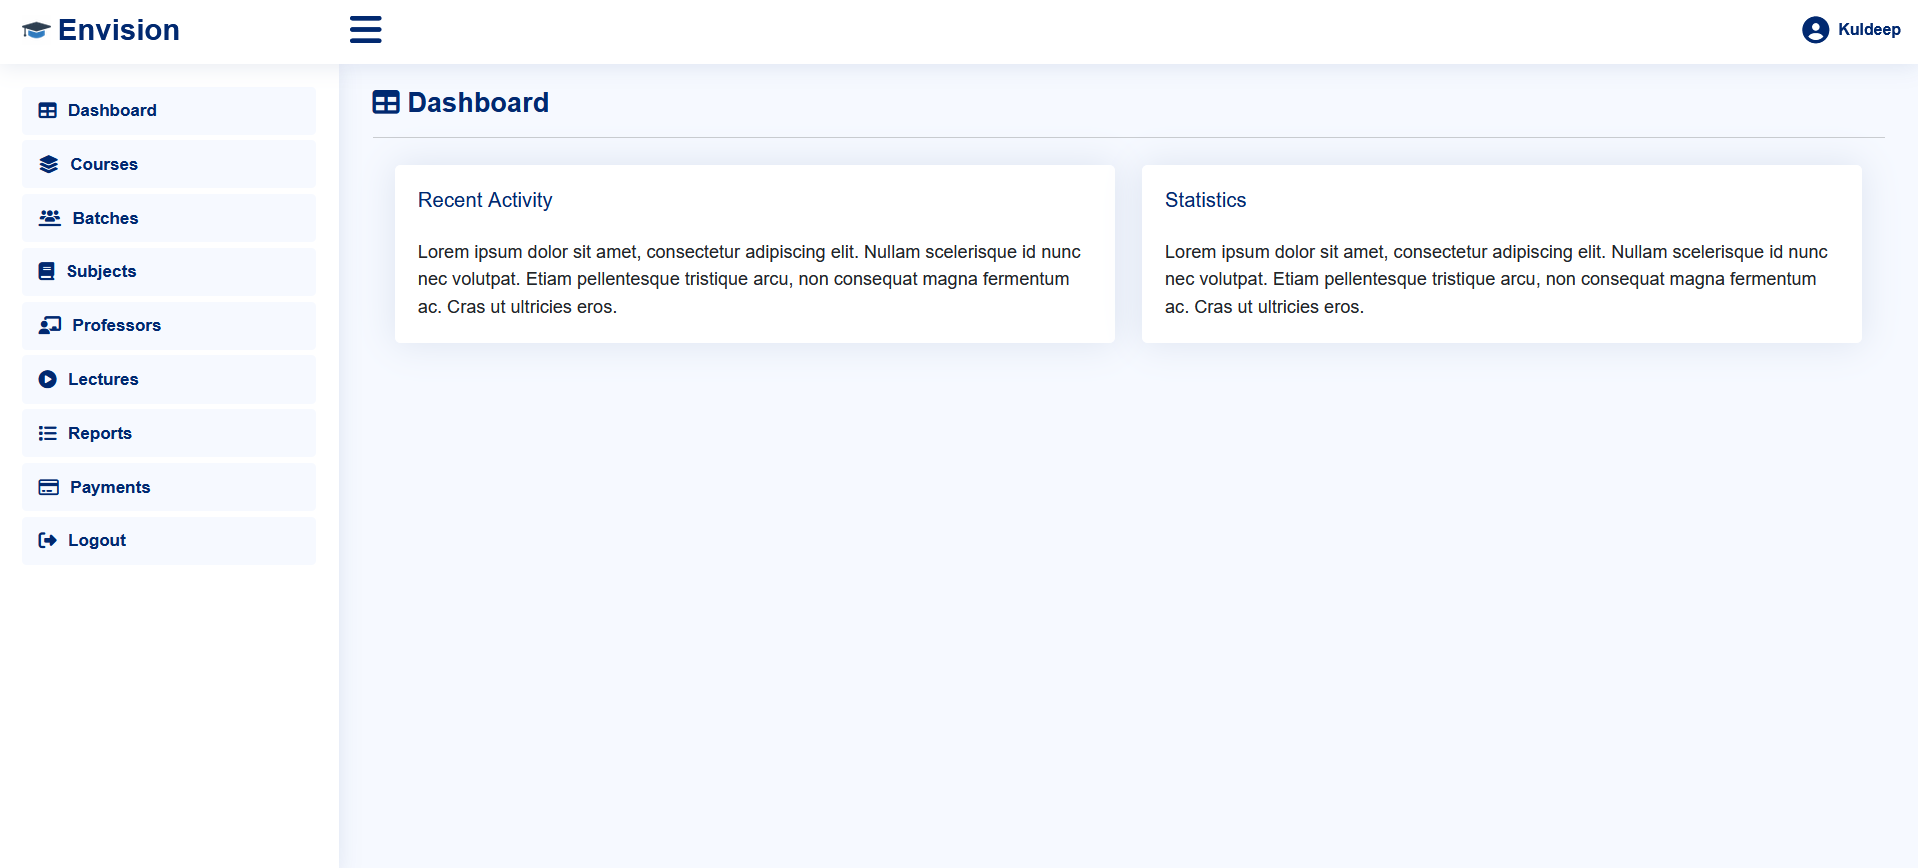 Envision
Kuldeep
Dashboard
Courses
Batches
Subjects
Professors
Lectures
Reports
Payments
Logout
Dashboard
Recent Activity
Lorem ipsum dolor sit amet, consectetur adipiscing elit. Nullam scelerisque id nunc
nec volutpat. Etiam pellentesque tristique arcu, non consequat magna fermentum
ac. Cras ut ultricies eros.
Statistics
Lorem ipsum dolor sit amet, consectetur adipiscing elit. Nullam scelerisque id nunc
nec volutpat. Etiam pellentesque tristique arcu, non consequat magna fermentum
ac. Cras ut ultricies eros.